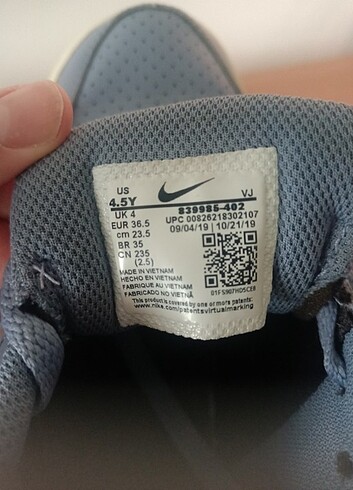 US
4.5Y
VJ
UK 4
839985-402
EUR 36.5
UPC 00826218302107
cm 23.5
09/04/19 | 10/21/19
BR 35
CN 235
(2.5)
MADE IN VIETNAM
HECHO EN VIETNAM
FABRIQUE AU VIETNAM
FABRICADO NO VIETNÃ
This product is covered by one or more patents:
www.nike.com/patentsvirtualmarking